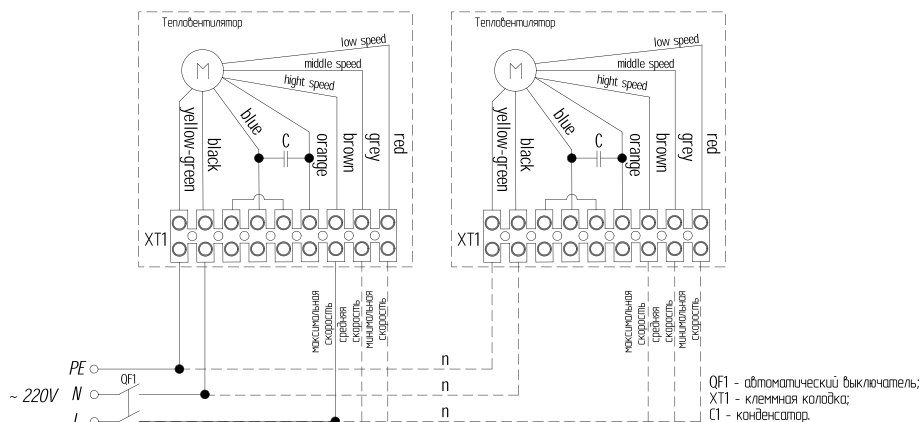 Тепловентилятор
low speed
middle speed
hight speed
M
yellow-green
black
blue
C
orange
brown
grey
red
XT1
максимальная
скорость
средняя
скорость
минимальная
скорость
Тепловентилятор
low speed
middle speed
hight speed
M
yellow-green
black
blue
C
orange
brown
grey
red
XT1
максимальная
скорость
средняя
скорость
минимальная
скорость
PE
n
QF1
~ 220V N
n
L
n
QF1 - автоматический выключатель;
XT1 - клеммная колодка;
C1 - конденсатор.